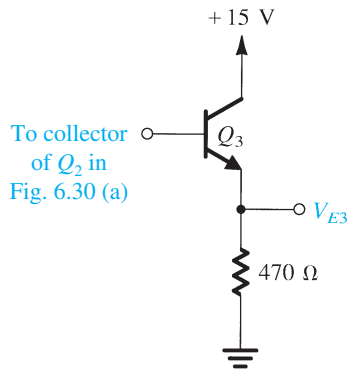 + 15 V
To collector
of Q2 in
Fig. 6.30 (a)
Q3
VE3
470 Ω